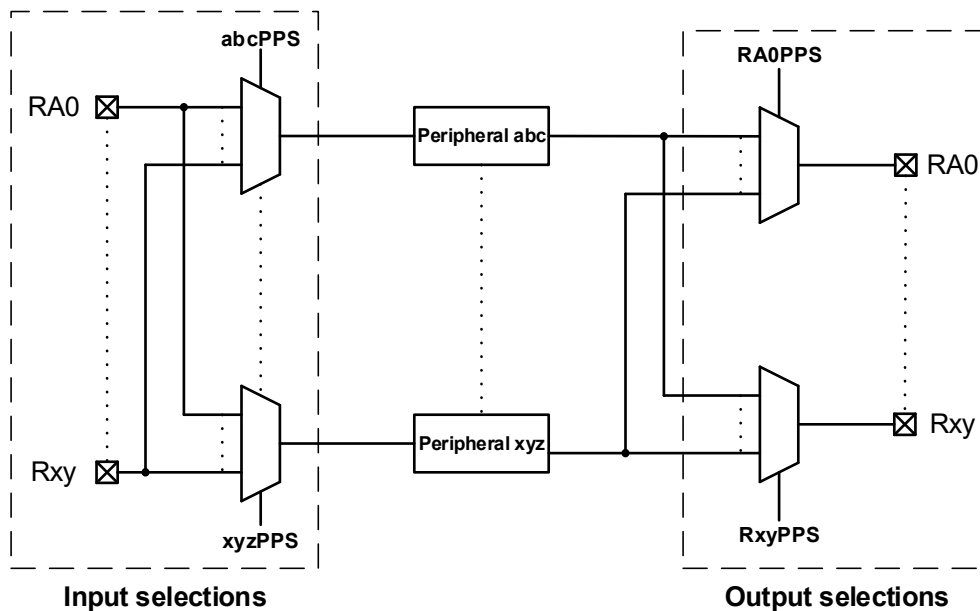 abcPPS
RA0PPS
RA0
Peripheral abc
RA0
Peripheral xyz
Rxy
Rxy
xyzPPS
RxyPPS
Input selections
Output selections